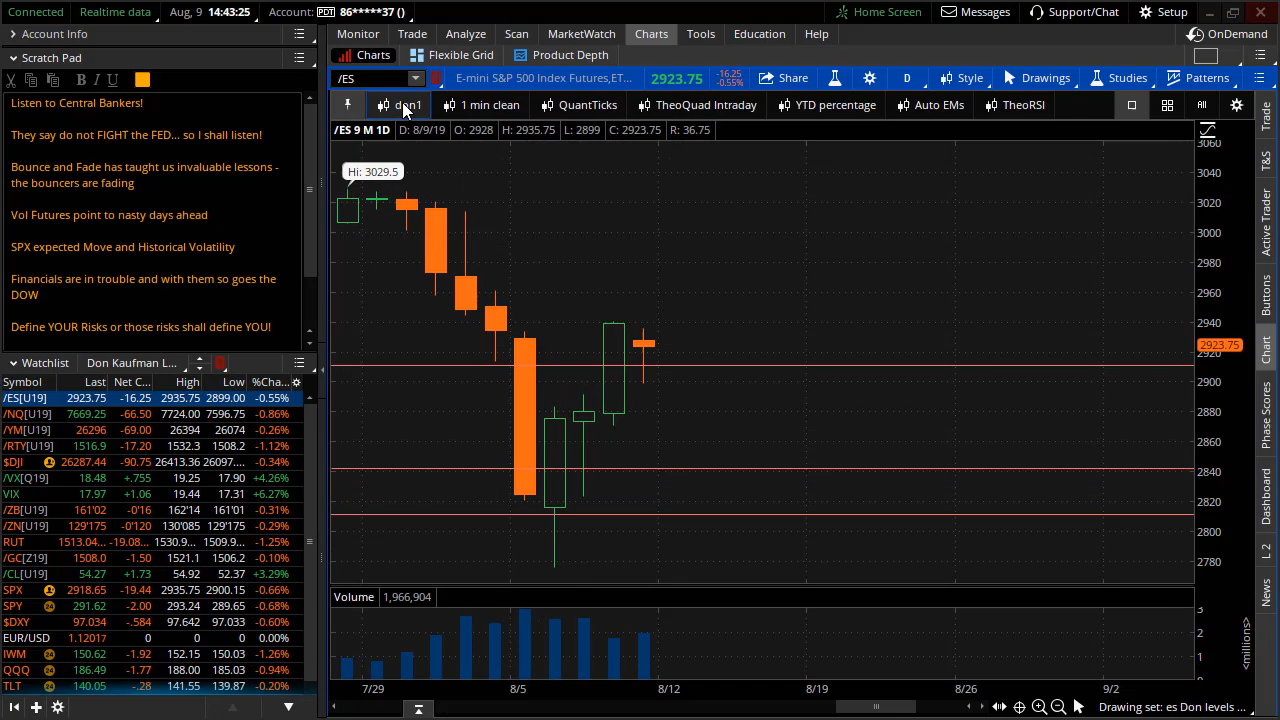 Connected Realtime data Aug, 9 14:43:25 Account: PDT 86*****37 () Home Screen Messages Support/Chat Setup
Account Info
Monitor Trade Analyze Scan MarketWatch Charts Tools Education Help OnDemand
Scratch Pad
Charts Flexible Grid Product Depth
B I U
/ES E-mini S&P 500 Index Futures,ET... 2923.75 -16.25 -0.55% Share D Style Drawings Studies Patterns
don1 1 min clean QuantTicks TheoQuad Intraday YTD percentage Auto EMs TheoRSI All
/ES 9 M 1D D: 8/9/19 O: 2928 H: 2935.75 L: 2899 C: 2923.75 R: 36.75
Listen to Central Bankers!
They say do not FIGHT the FED... so I shall listen!
Bounce and Fade has taught us invaluable lessons -
the bouncers are fading
Vol Futures point to nasty days ahead
SPX expected Move and Historical Volatility
Financials are in trouble and with them so goes the
DOW
Define YOUR Risks or those risks shall define YOU!
Watchlist Don Kaufman L...
Symbol Last Net C... High Low %Cha...
/ES[U19] 2923.75 -16.25 2935.75 2899.00 -0.55%
/NQ[U19] 7669.25 -66.50 7724.00 7596.75 -0.86%
/YM[U19] 26296 -69.00 26394 26074 -0.26%
/RTY[U19] 1516.9 -17.20 1532.3 1508.2 -1.12%
$DJI 26287.44 -90.75 26413.36 26097.... -0.34%
/VX[Q19] 18.48 +.755 19.25 17.90 +4.26%
VIX 17.97 +1.06 19.44 17.31 +6.27%
/ZB[U19] 161'02 -0'16 162'14 161'01 -0.31%
/ZN[U19] 129'175 -0'120 130'085 129'175 -0.29%
RUT 1513.04... -19.08... 1530.9... 1509.9... -1.25%
/GC[Z19] 1508.0 -1.50 1521.1 1506.2 -0.10%
/CL[U19] 54.27 +1.73 54.92 52.37 +3.29%
SPX 2918.65 -19.44 2935.75 2900.15 -0.66%
SPY 24 291.62 -2.00 293.24 289.65 -0.68%
$DXY 97.034 -.584 97.642 97.033 -0.60%
EUR/USD 1.12017 0 0 0 0.00%
IWM 24 150.62 -1.92 152.15 150.03 -1.26%
QQQ 24 186.49 -1.77 188.00 185.03 -0.94%
TLT 24 140.05 -.28 141.55 139.87 -0.20%
Hi: 3029.5
3060
3040
3020
3000
2980
2960
2940
2923.75
2920
2900
2880
2860
2840
2820
2800
2780
Volume 1,966,904
3
2
1
<millions>
7/29 8/5 8/12 8/19 8/26 9/2
Drawing set: es Don levels ...
Trade
T&S
Active Trader
Buttons
Chart
Phase Scores
Dashboard
L 2
News